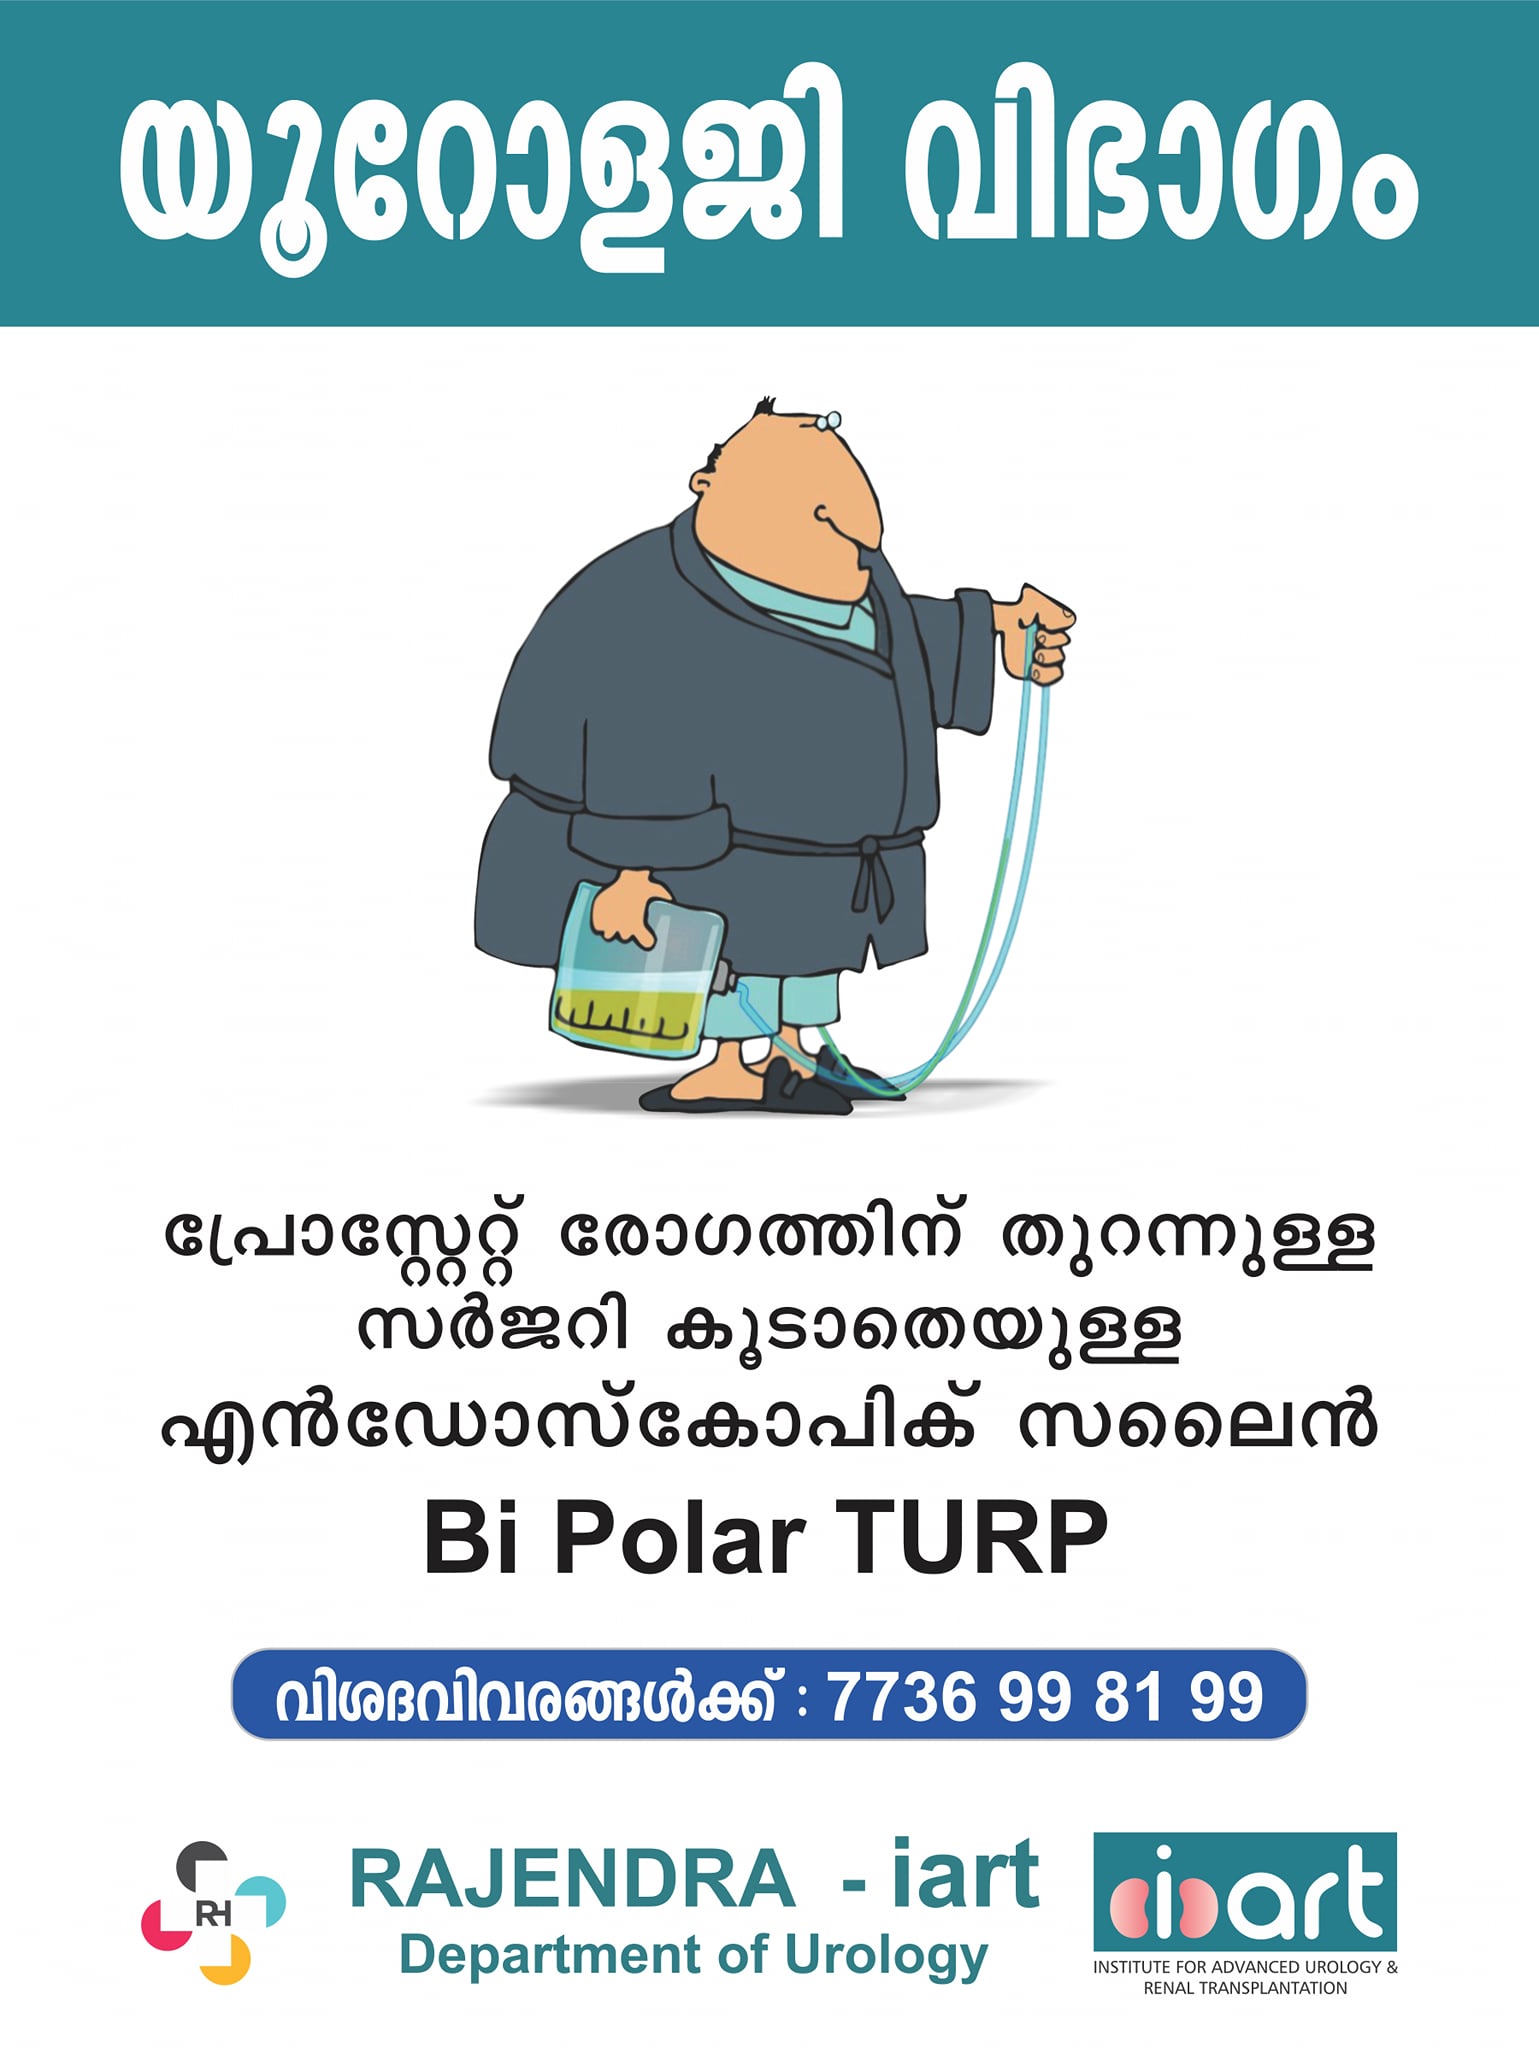 യൂറോളജി വിഭാഗം
പ്രോസ്റ്റേറ്റ് രോഗത്തിന് തുറന്നുള്ള
സർജറി കൂടാതെയുള്ള
എൻഡോസ്കോപിക് സലൈൻ
Bi Polar TURP
വിശദവിവരങ്ങൾക്ക് : 7736 99 81 99
RH
RAJENDRA - iart
Department of Urology
iart
INSTITUTE FOR ADVANCED UROLOGY &
RENAL TRANSPLANTATION